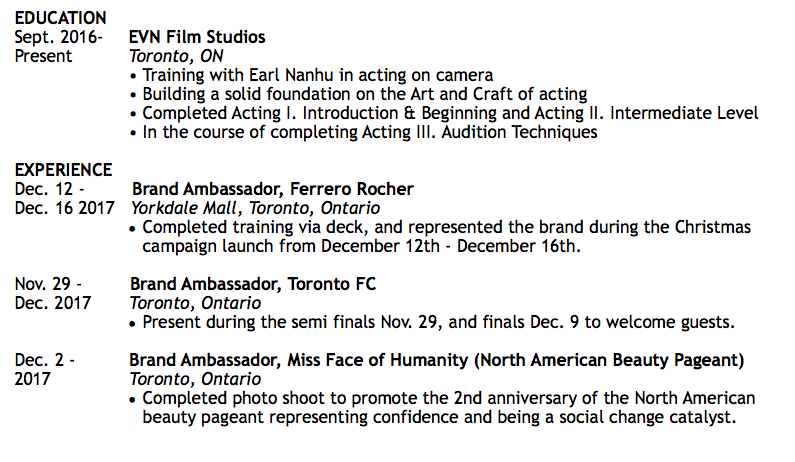 EDUCATION
Sept. 2016- EVN Film Studios
Present Toronto, ON
• Training with Earl Nanhu in acting on camera
• Building a solid foundation on the Art and Craft of acting
• Completed Acting I. Introduction & Beginning and Acting II. Intermediate Level
• In the course of completing Acting III. Audition Techniques
EXPERIENCE
Dec. 12 - Brand Ambassador, Ferrero Rocher
Dec. 16 2017 Yorkdale Mall, Toronto, Ontario
• Completed training via deck, and represented the brand during the Christmas
campaign launch from December 12th - December 16th.
Nov. 29 - Brand Ambassador, Toronto FC
Dec. 2017 Toronto, Ontario
• Present during the semi finals Nov. 29, and finals Dec. 9 to welcome guests.
Dec. 2 - Brand Ambassador, Miss Face of Humanity (North American Beauty Pageant)
2017 Toronto, Ontario
• Completed photo shoot to promote the 2nd anniversary of the North American
beauty pageant representing confidence and being a social change catalyst.